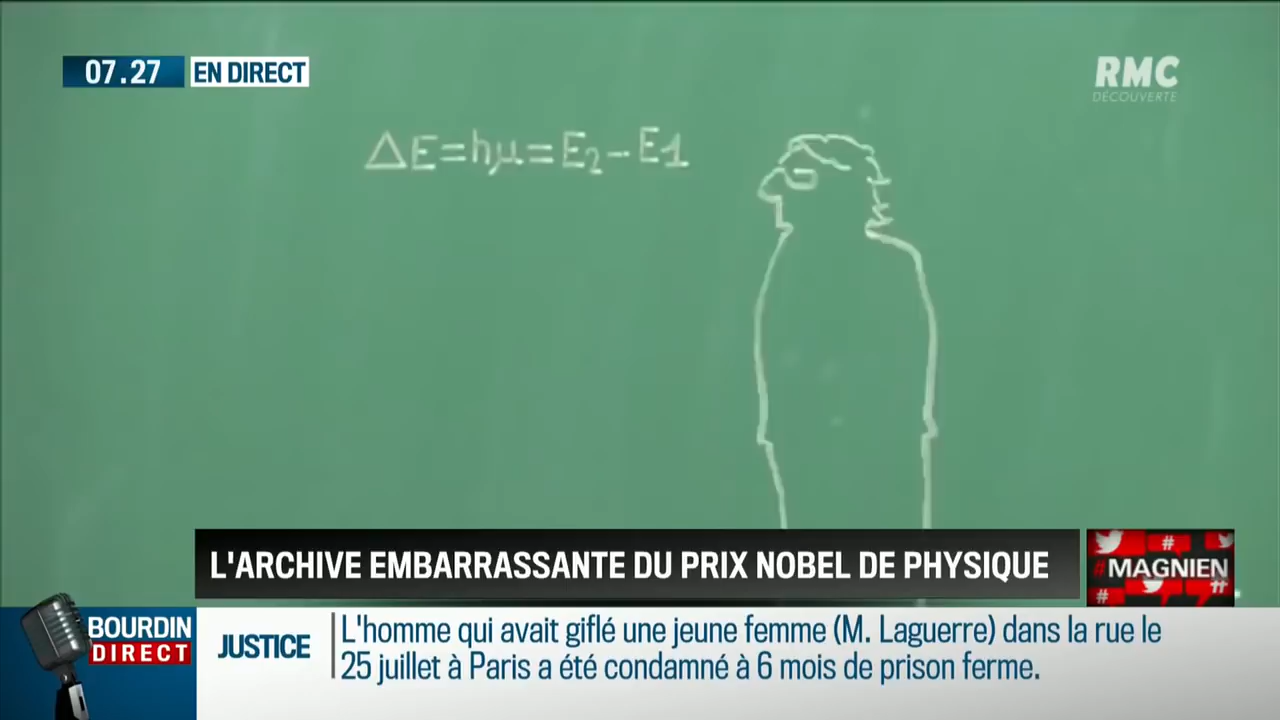 07.27 EN DIRECT
RMC
DÉCOUVERTE
ΔE=hμ=E2-E1
L'ARCHIVE EMBARRASSANTE DU PRIX NOBEL DE PHYSIQUE
#
#MAGNIEN
#
#
BOURDIN
DIRECT
JUSTICE
L'homme qui avait giflé une jeune femme (M. Laguerre) dans la rue le
25 juillet à Paris a été condamné à 6 mois de prison ferme.